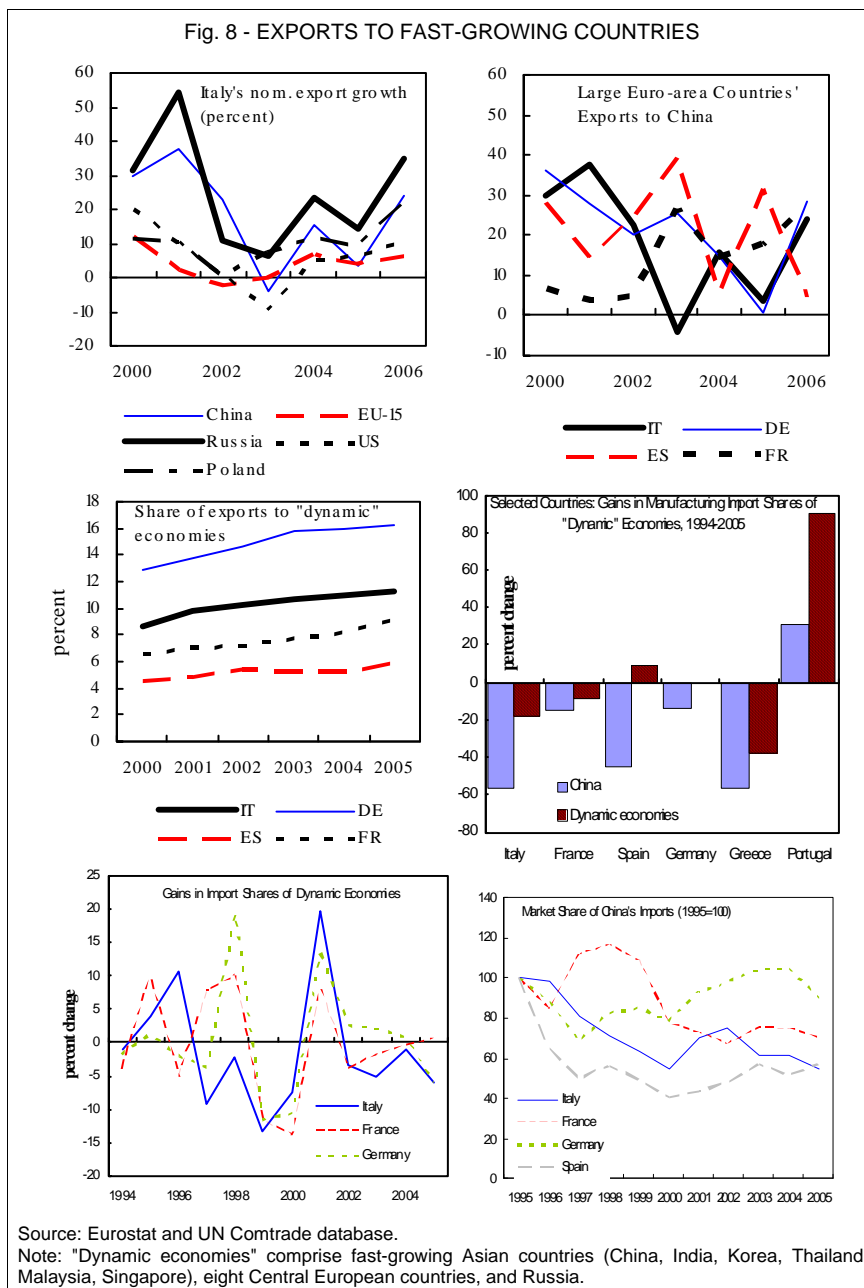 Fig. 8 - EXPORTS TO FAST-GROWING COUNTRIES
60
50
40
30
20
10
0
-10
-20
Italy's nom. export growth
(percent)
2000 2002 2004 2006
China EU-15
Russia US
Poland
60
50
40
30
20
10
0
-10
Large Euro-area Countries'
Exports to China
2000 2002 2004 2006
IT DE
ES FR
18
16
14
12
10
8
6
4
2
0
percent
Share of exports to "dynamic"
economies
2000 2001 2002 2003 2004 2005
IT DE
ES FR
100
80
60
40
20
0
-20
-40
-60
-80
Selected Countries: Gains in Manufacturing Import Shares of
"Dynamic" Economies, 1994-2005
percent change
China
Dynamic economies
Italy France Spain Germany Greece Portugal
25
20
15
10
5
0
-5
-10
-15
-20
percent change
Gains in Import Shares of Dynamic Economies
Italy
France
Germany
1994 1996 1998 2000 2002 2004
140
120
100
80
60
40
20
0
Market Share of China's Imports (1995=100)
Italy
France
Germany
Spain
1995 1996 1997 1998 1999 2000 2001 2002 2003 2004 2005
Source: Eurostat and UN Comtrade database.
Note: "Dynamic economies" comprise fast-growing Asian countries (China, India, Korea, Thailand
Malaysia, Singapore), eight Central European countries, and Russia.